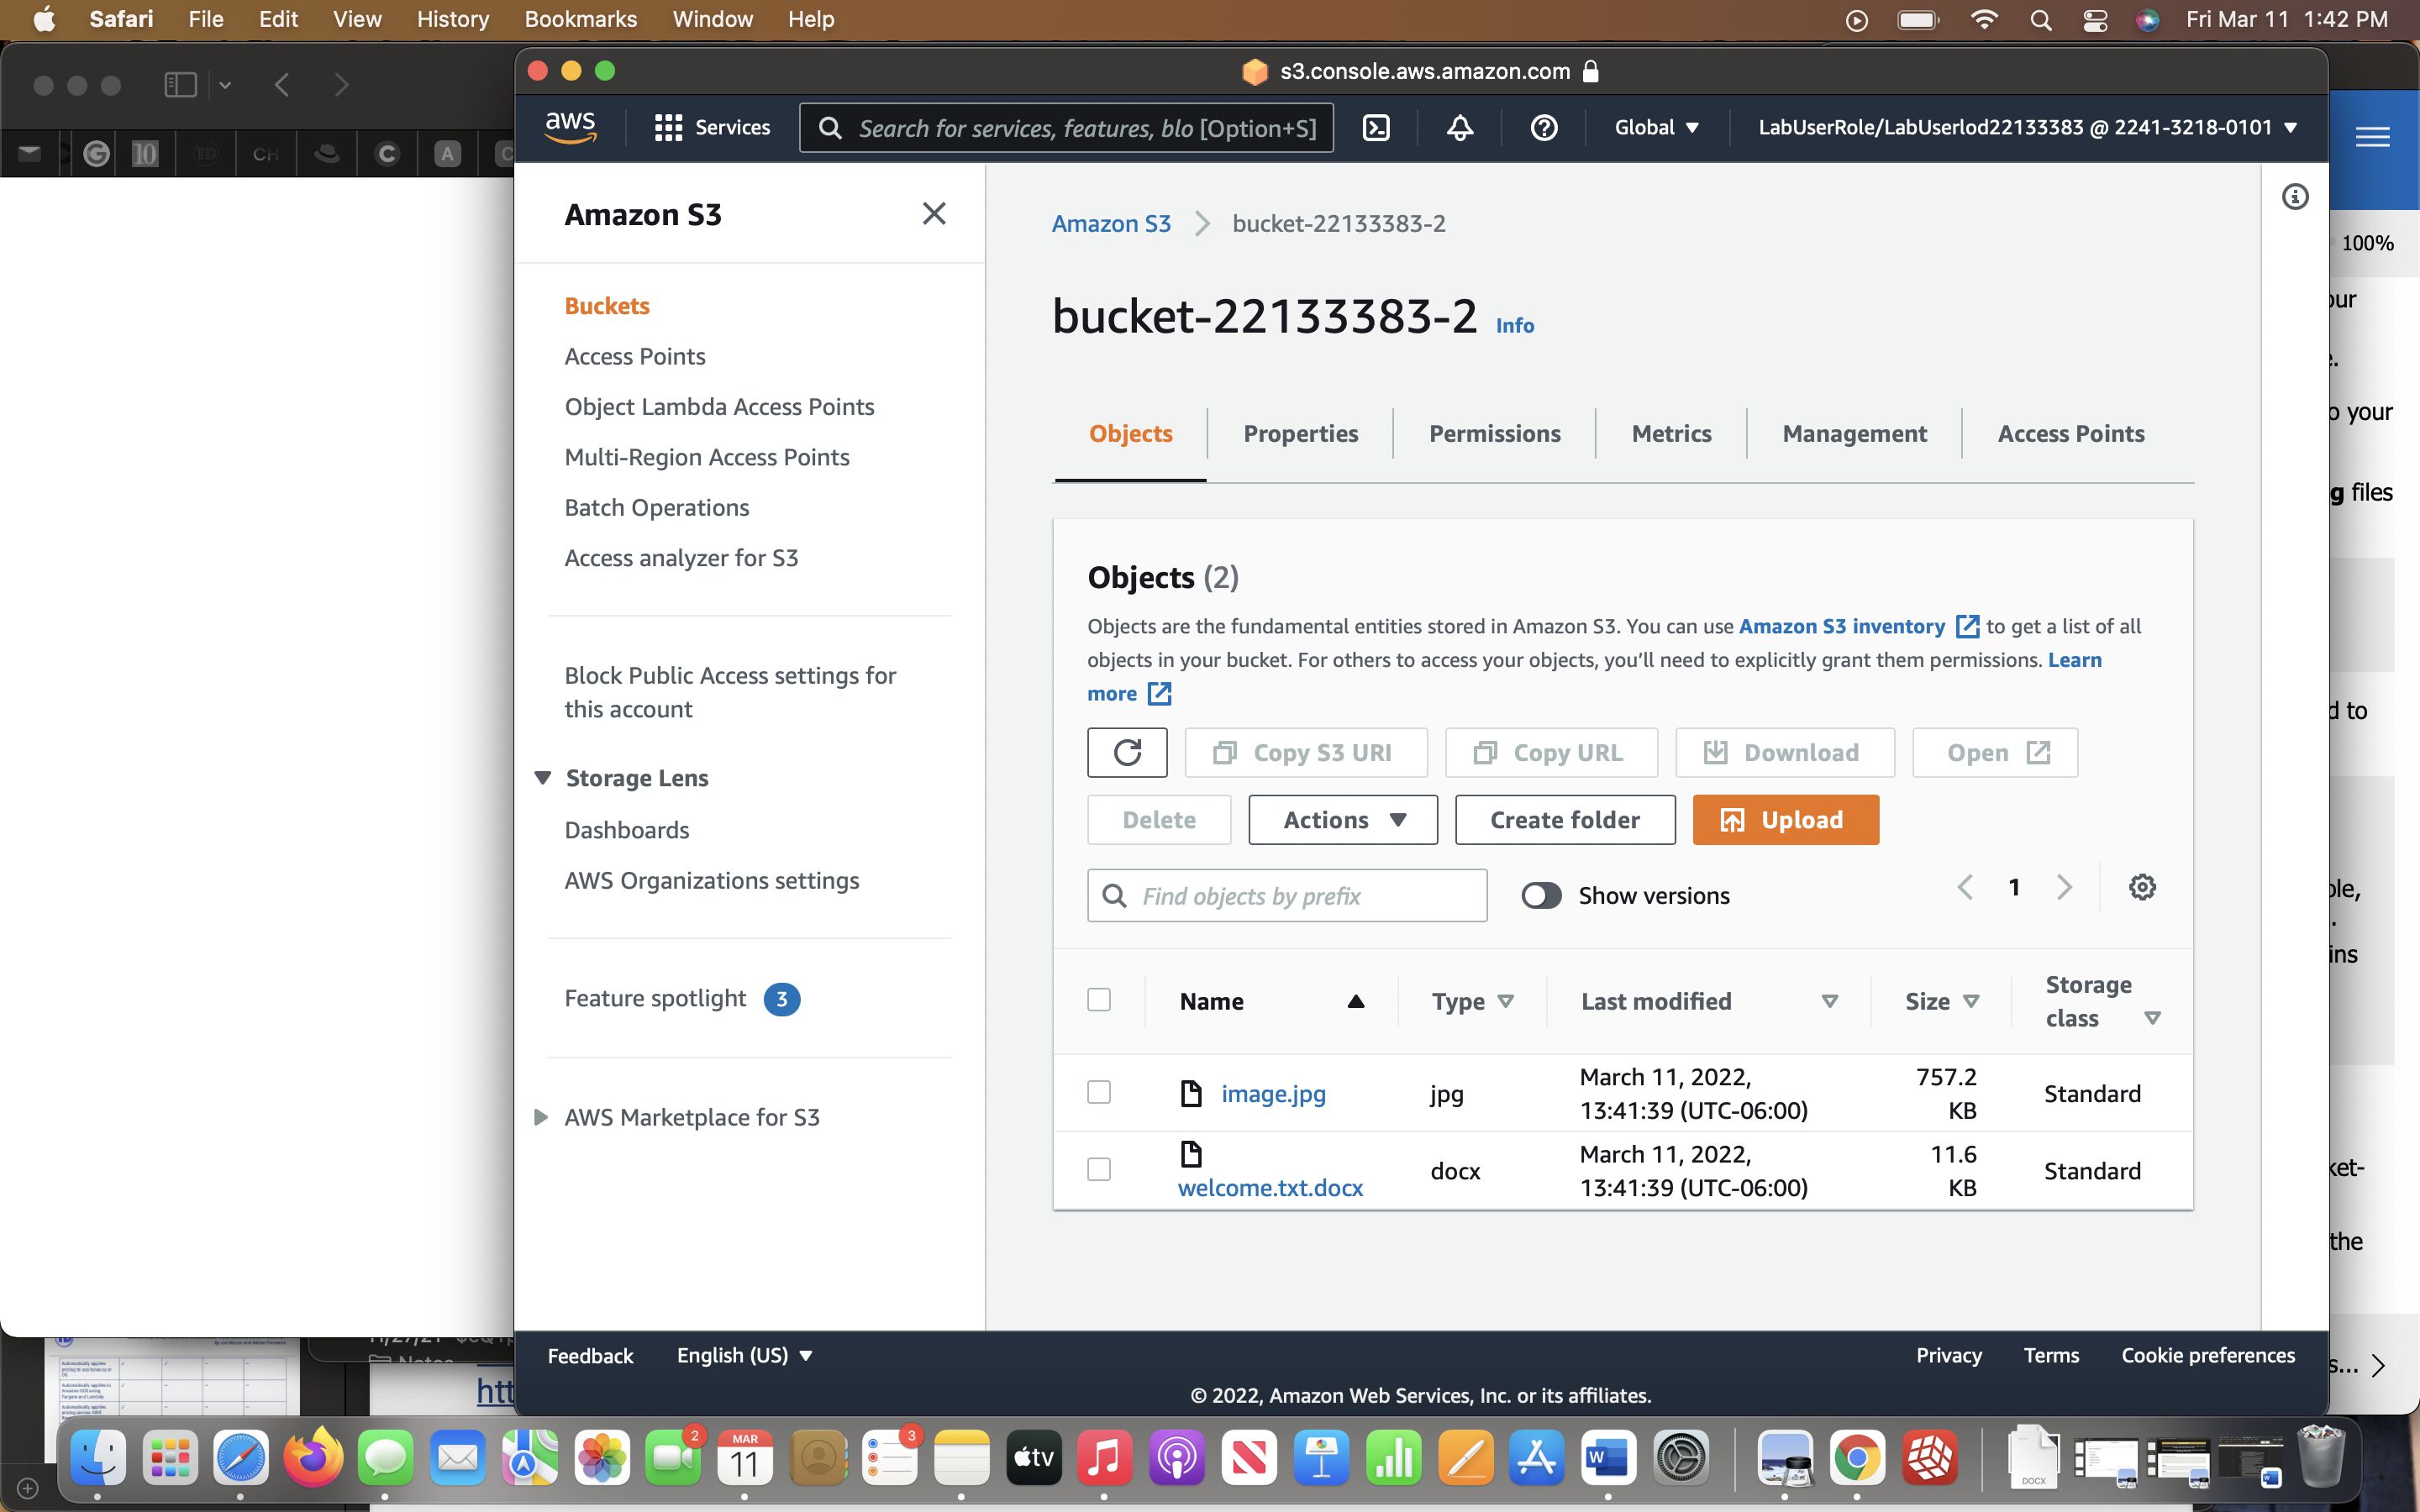 Safari File Edit View History Bookmarks Window Help
Fri Mar 11 1:42 PM
s3.console.aws.amazon.com
aws
Services
Search for services, features, blo [Option+S]
Global
LabUserRole/LabUserlod22133383 @ 2241-3218-0101
Amazon S3
Buckets
Access Points
Object Lambda Access Points
Multi-Region Access Points
Batch Operations
Access analyzer for S3
Block Public Access settings for
this account
Storage Lens
Dashboards
AWS Organizations settings
Feature spotlight 3
AWS Marketplace for S3
Amazon S3 bucket-22133383-2
bucket-22133383-2 Info
Objects Properties Permissions Metrics Management Access Points
Objects (2)
Objects are the fundamental entities stored in Amazon S3. You can use Amazon S3 inventory to get a list of all
objects in your bucket. For others to access your objects, you'll need to explicitly grant them permissions. Learn
more
Copy S3 URI Copy URL Download Open
Delete Actions Create folder Upload
Find objects by prefix Show versions 1
Name Type Last modified Size Storage
class
image.jpg jpg March 11, 2022,
13:41:39 (UTC-06:00) 757.2
KB Standard
welcome.txt.docx docx March 11, 2022,
13:41:39 (UTC-06:00) 11.6
KB Standard
100%
o your
g files
d to
ble,
ins
ket-
the
s...
Feedback English (US) Privacy Terms Cookie preferences
© 2022, Amazon Web Services, Inc. or its affiliates.
10 TD CH C A
Notes
htt
2
MAR
11
3
tv
DOCX